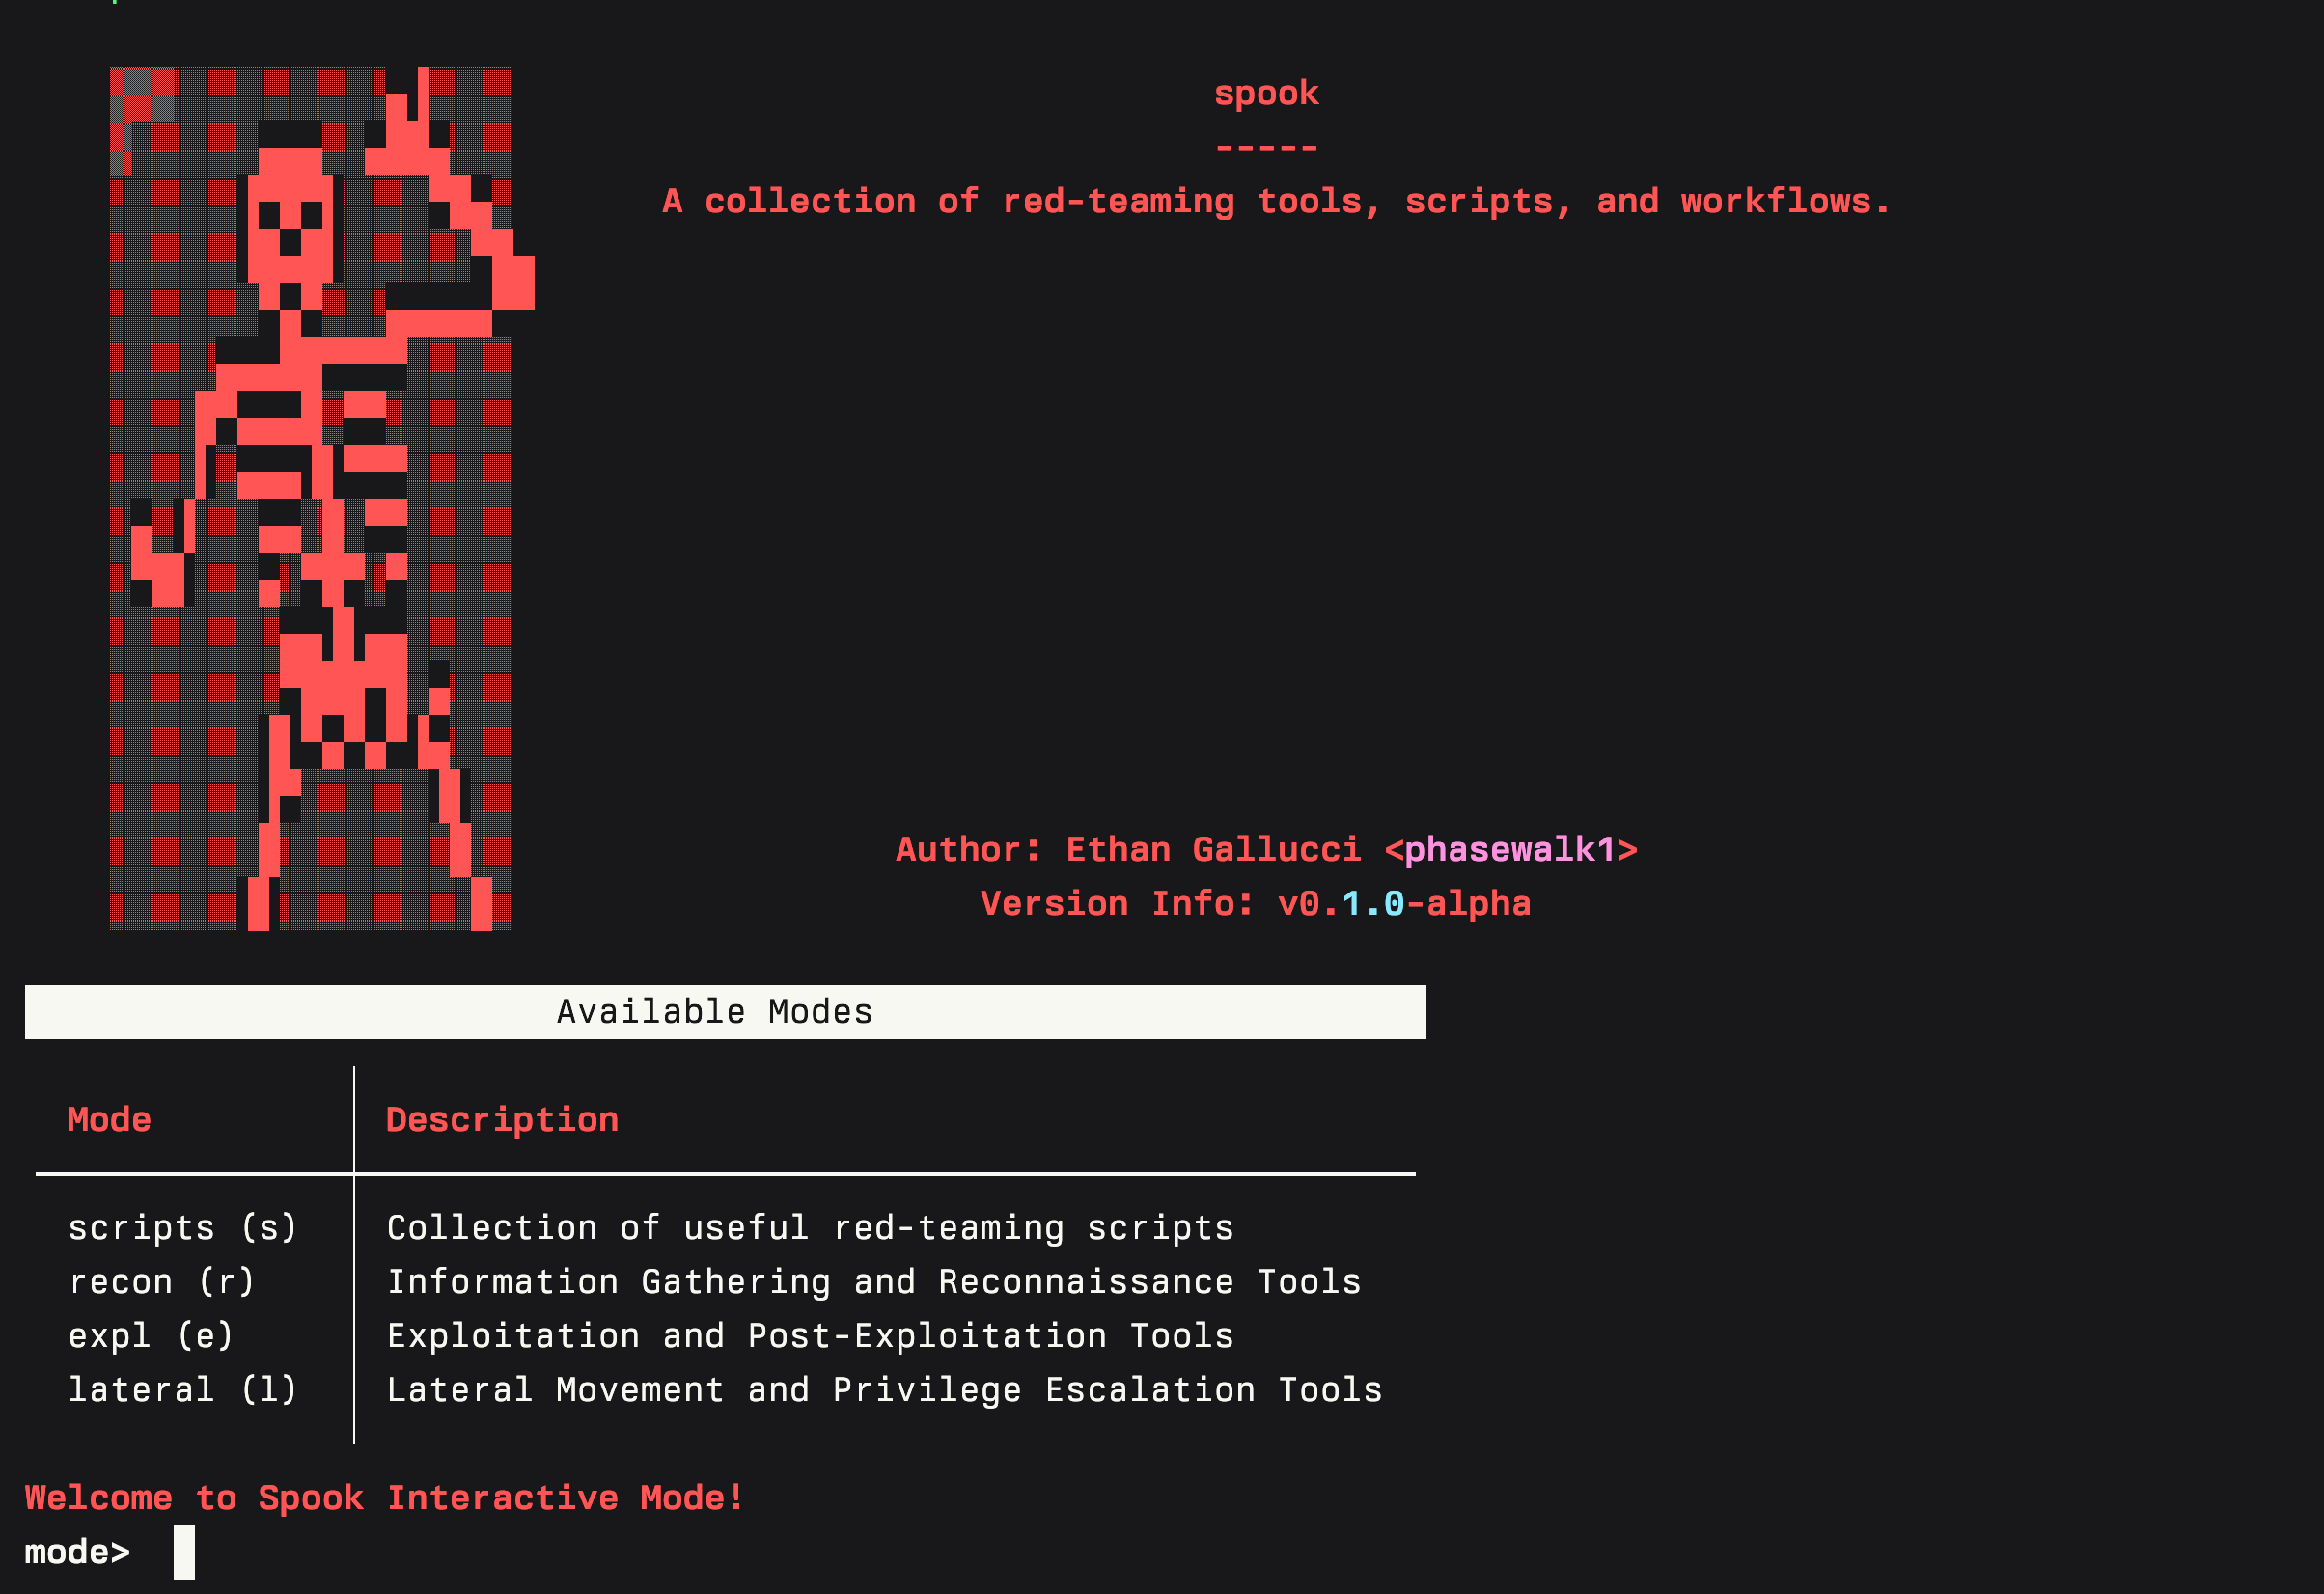 spook
-----
A collection of red-teaming tools, scripts, and workflows.
Author: Ethan Gallucci <phasewalk1>
Version Info: v0.1.0-alpha
Available Modes
Mode Description
scripts (s) Collection of useful red-teaming scripts
recon (r) Information Gathering and Reconnaissance Tools
expl (e) Exploitation and Post-Exploitation Tools
lateral (l) Lateral Movement and Privilege Escalation Tools
Welcome to Spook Interactive Mode!
mode>